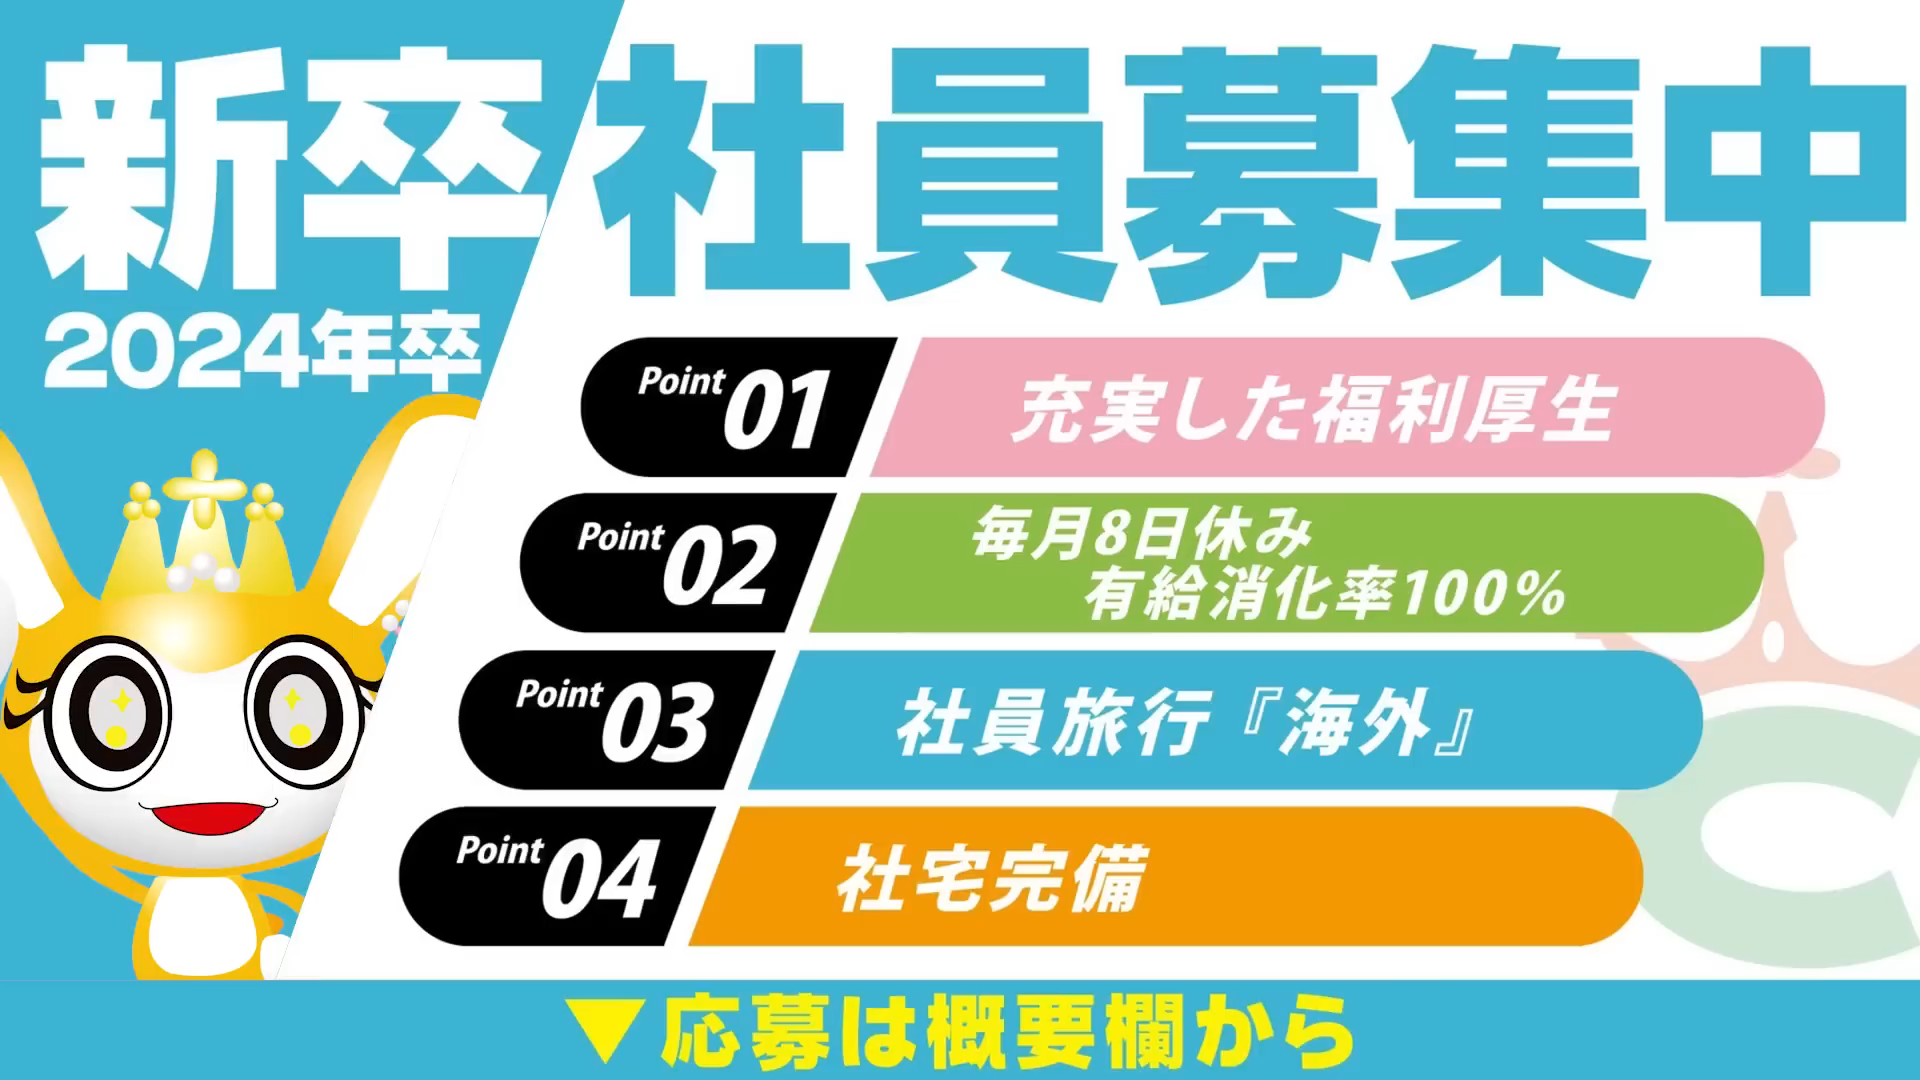 新卒社員募集中
2024年卒
Point 01 充実した福利厚生
Point 02 毎月8日休み
有給消化率100%
Point 03 社員旅行『海外』
Point 04 社宅完備
▼応募は概要欄から